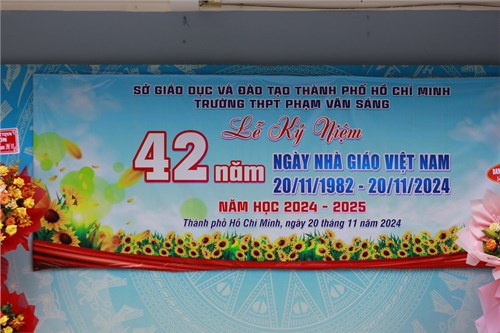 SỞ GIÁO DỤC VÀ ĐÀO TẠO THÀNH PHỐ HỒ CHÍ MINH
TRƯỜNG THPT PHẠM VĂN SÁNG
Lễ Kỷ Niệm
42 năm
NGÀY NHÀ GIÁO VIỆT NAM
20/11/1982 - 20/11/2024
NĂM HỌC 2024 - 2025
Thành phố Hồ Chí Minh, ngày 20 tháng 11 năm 2024